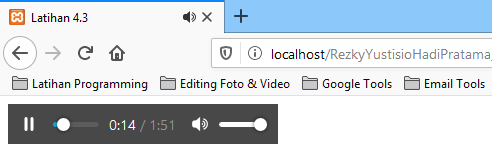 Latihan 4.3
localhost/RezkyYustisioHadiPratama
Latihan Programming Editing Foto & Video Google Tools Email Tools
0:14 / 1:51